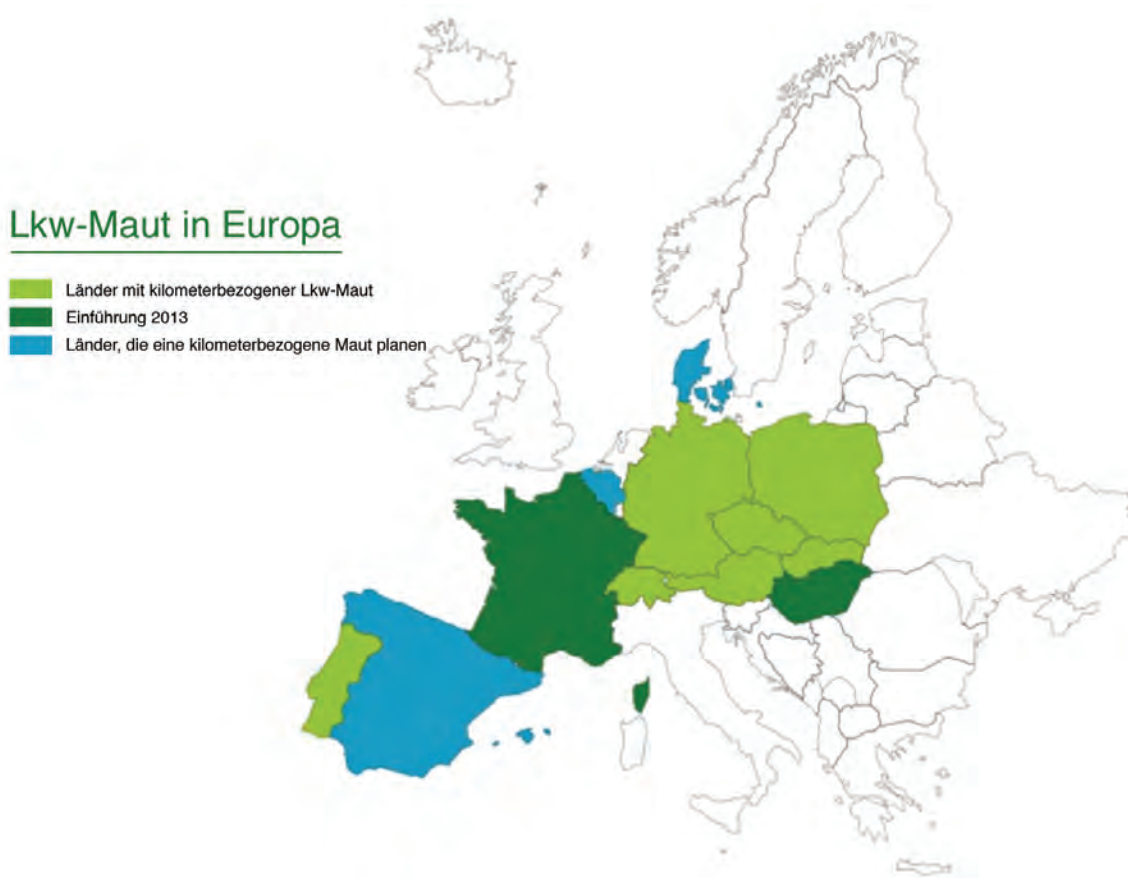 Lkw-Maut in Europa
Länder mit kilometerbezogener Lkw-Maut
Einführung 2013
Länder, die eine kilometerbezogene Maut planen